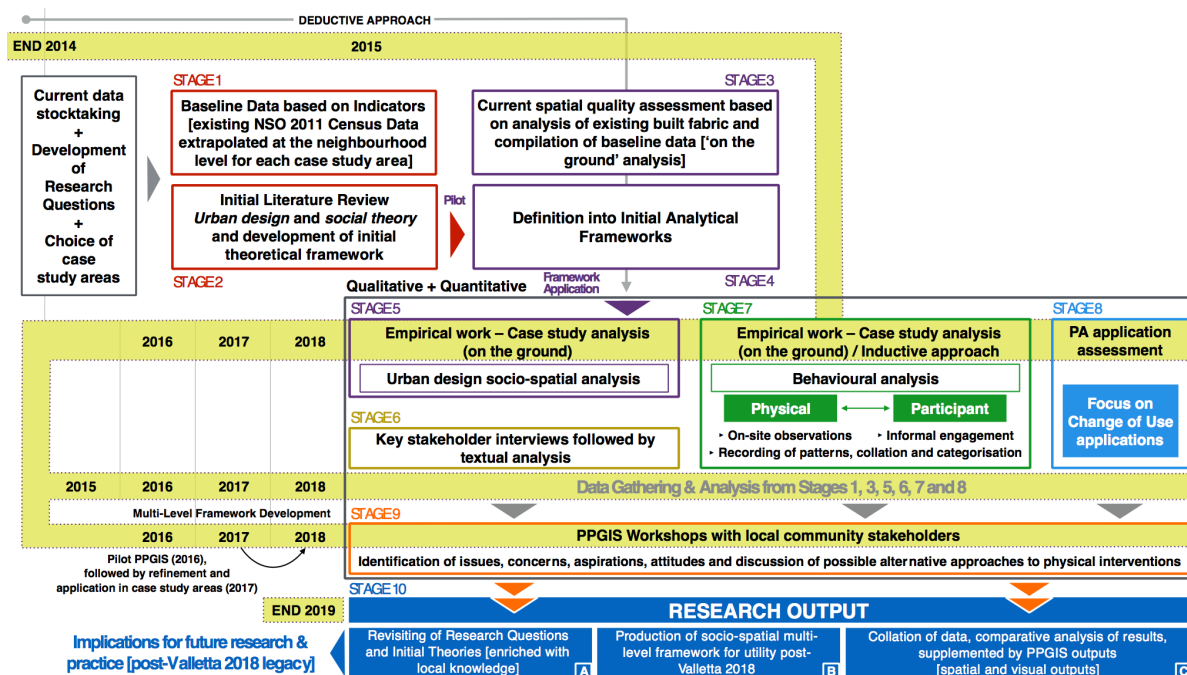 DEDUCTIVE APPROACH
END 2014
2015
Current data
stocktaking
+
Development
of
Research
Questions
+
Choice of
case
study areas
STAGE1
Baseline Data based on Indicators
[existing NSO 2011 Census Data
extrapolated at the neighbourhood
level for each case study area]
STAGE3
Current spatial quality assessment based
on analysis of existing built fabric and
compilation of baseline data ['on
the ground' analysis]
Initial Literature Review
Urban design and social theory
and development of initial
theoretical framework
STAGE2
Pilot
Definition into Initial Analytical
Frameworks
STAGE4
Framework
Application
Qualitative + Quantitative
2016
2017
2018
STAGE5
Empirical work – Case study analysis
(on the ground)
Urban design socio-spatial analysis
STAGE6
Key stakeholder interviews followed by
textual analysis
STAGE7
Empirical work – Case study analysis
(on the ground) / Inductive approach
Behavioural analysis
Physical
Participant
▸ On-site observations
▸ Informal engagement
▸ Recording of patterns, collation and categorisation
STAGE8
PA application
assessment
Focus on
Change of Use
applications
2015
2016
2017
2018
Data Gathering & Analysis from Stages 1, 3, 5, 6, 7 and 8
Multi-Level Framework Development
2016
2017
2018
Pilot PPGIS (2016),
followed by refinement and
application in case study areas (2017)
STAGE9
PPGIS Workshops with local community stakeholders
Identification of issues, concerns, aspirations, attitudes and discussion of possible alternative approaches to physical interventions
STAGE10
END 2019
RESEARCH OUTPUT
Implications for future research &
practice [post-Valletta 2018 legacy]
Revisiting of Research Questions
and Initial Theories [enriched with
local knowledge]
A
Production of socio-spatial multi-
level framework for utility post-
Valletta 2018
B
Collation of data, comparative analysis of results,
supplemented by PPGIS outputs
[spatial and visual outputs]
C